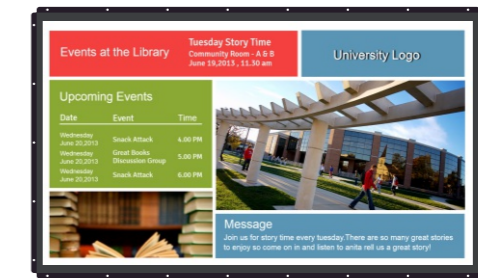 Events at the Library
Tuesday Story Time
Community Room - A & B
June 19,2013 , 11.30 am
University Logo
Upcoming Events
Date Event Time
Wednesday
June 20,2013 Snack Attack 4.00 PM
Wednesday
June 20,2013 Great Books
Discussion Group 5.00 PM
Wednesday
June 20,2013 Snack Attack 6.00 PM
Message
Join us for story time every tuesday.There are so many great stories
to enjoy so come on in and listen to anita rell us a great story!